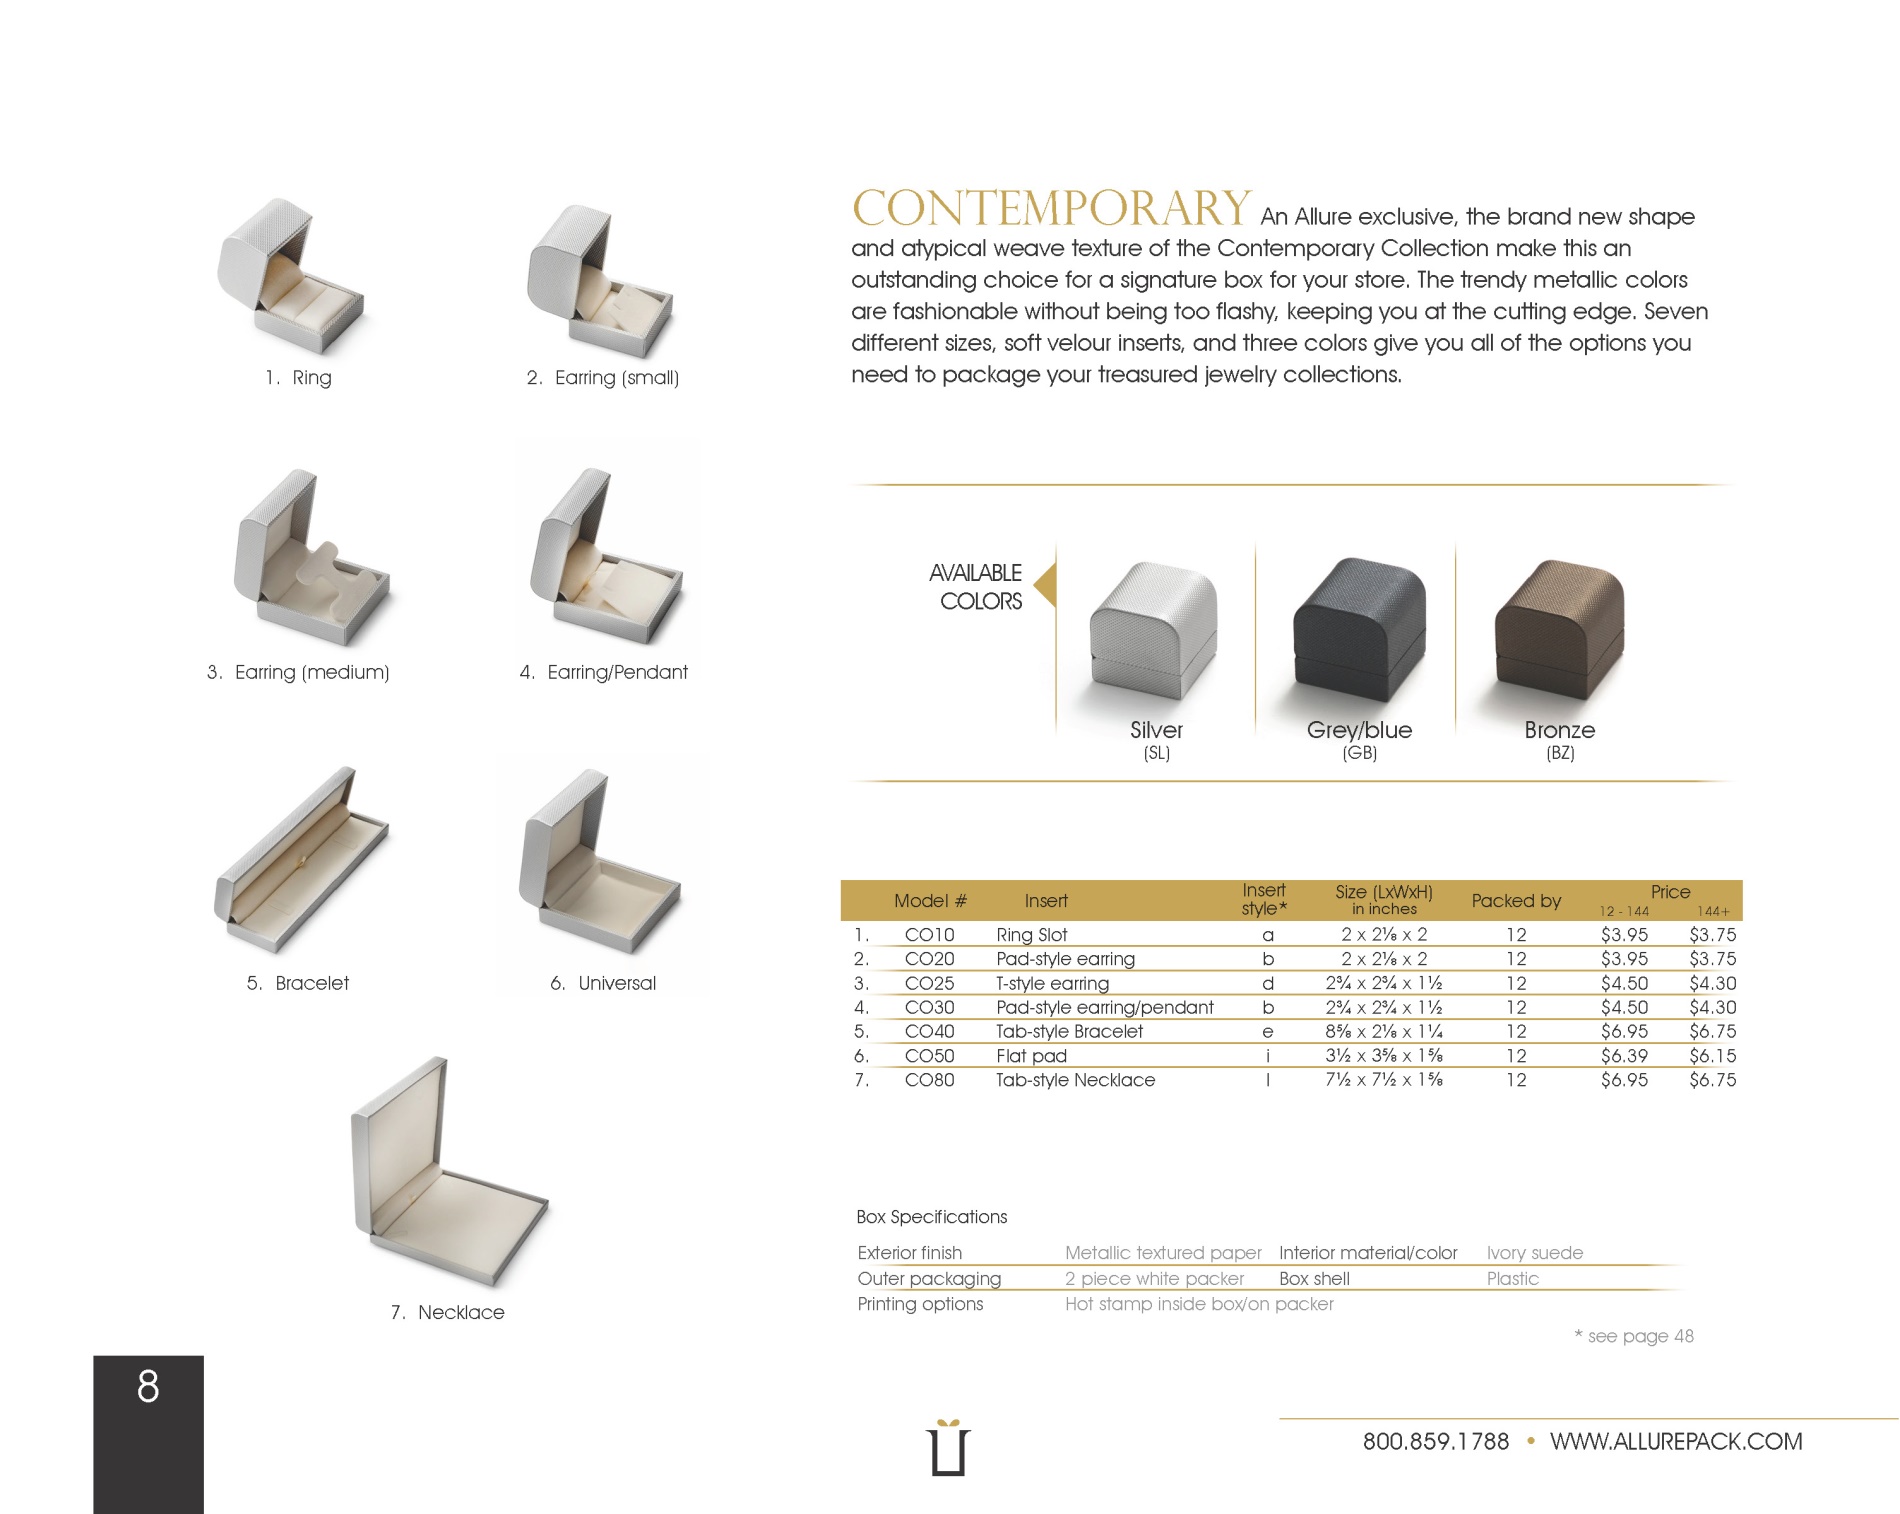 1. Ring
2. Earring (small)
3. Earring (medium)
4. Earring/Pendant
5. Bracelet
6. Universal
7. Necklace
8
CONTEMPORARY An Allure exclusive, the brand new shape
and atypical weave texture of the Contemporary Collection make this an
outstanding choice for a signature box for your store. The trendy metallic colors
are fashionable without being too flashy, keeping you at the cutting edge. Seven
different sizes, soft velour inserts, and three colors give you all of the options you
need to package your treasured jewelry collections.
AVAILABLE
COLORS
Silver
(SL)
Grey/blue
(GB)
Bronze
(BZ)
Model # Insert Insert style* Size (LxWxH) in inches Packed by Price 12 - 144 144+
1. CO10 Ring Slot a 2 x 2⅛ x 2 12 $3.95 $3.75
2. CO20 Pad-style earring b 2 x 2⅛ x 2 12 $3.95 $3.75
3. CO25 T-style earring d 2¾ x 2¾ x 1½ 12 $4.50 $4.30
4. CO30 Pad-style earring/pendant b 2¾ x 2¾ x 1½ 12 $4.50 $4.30
5. CO40 Tab-style Bracelet e 8⅝ x 2⅛ x 1¼ 12 $6.95 $6.75
6. CO50 Flat pad i 3½ x 3⅝ x 1⅝ 12 $6.39 $6.15
7. CO80 Tab-style Necklace l 7½ x 7½ x 1⅝ 12 $6.95 $6.75
Box Specifications
Exterior finish Metallic textured paper Interior material/color Ivory suede
Outer packaging 2 piece white packer Box shell Plastic
Printing options Hot stamp inside box/on packer
* see page 48
800.859.1788 • WWW.ALLUREPACK.COM